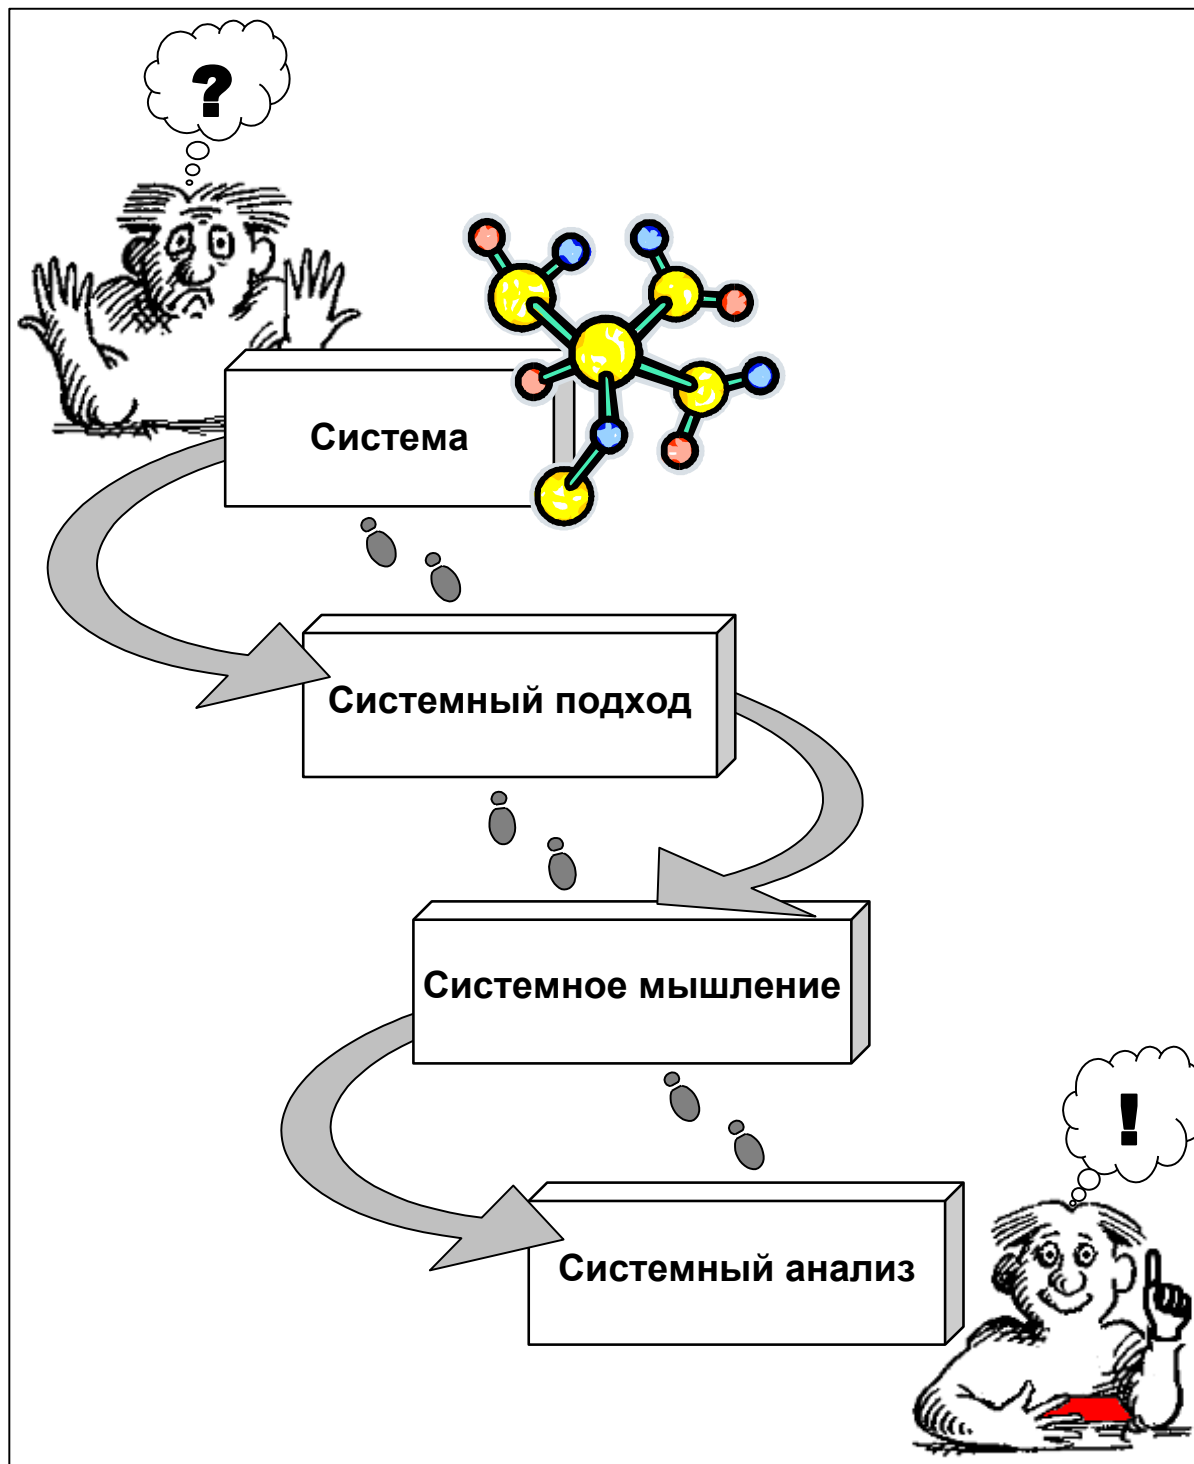 ?
Система
Системный подход
Системное мышление
!
Системный анализ